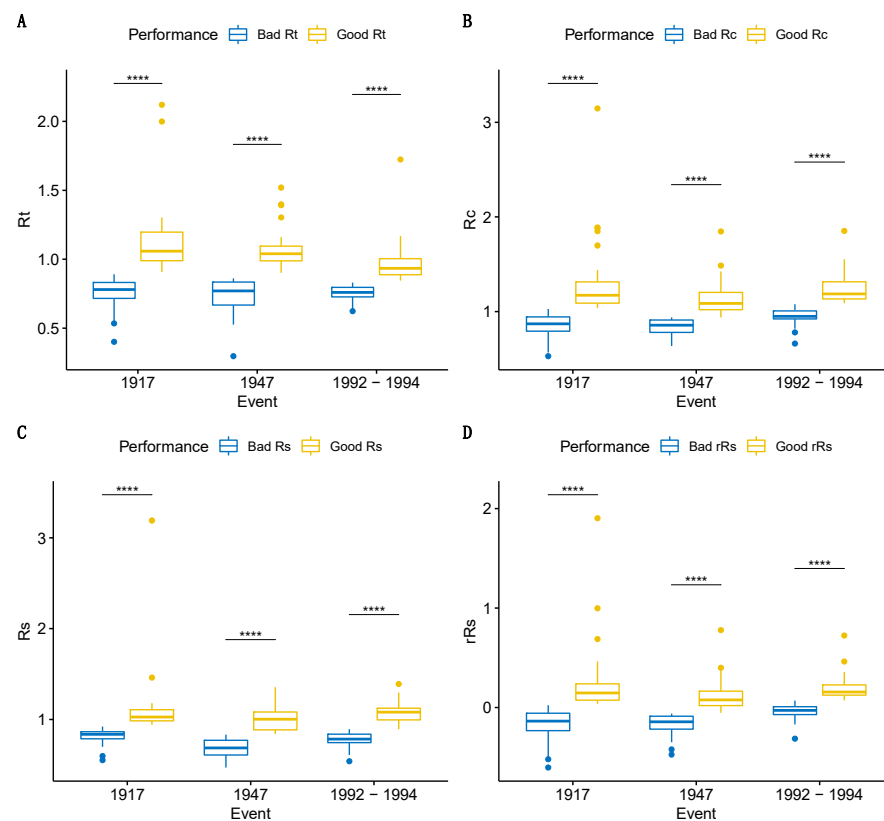 A
Performance Bad Rt Good Rt
****
****
****
2.0
1.5
1.0
0.5
Rt
1917 1947 1992 − 1994
Event
B
Performance Bad Rc Good Rc
****
****
****
3
2
1
Rc
1917 1947 1992 − 1994
Event
C
Performance Bad Rs Good Rs
****
****
****
3
2
1
Rs
1917 1947 1992 − 1994
Event
D
Performance Bad rRs Good rRs
****
****
****
2
1
0
rRs
1917 1947 1992 − 1994
Event